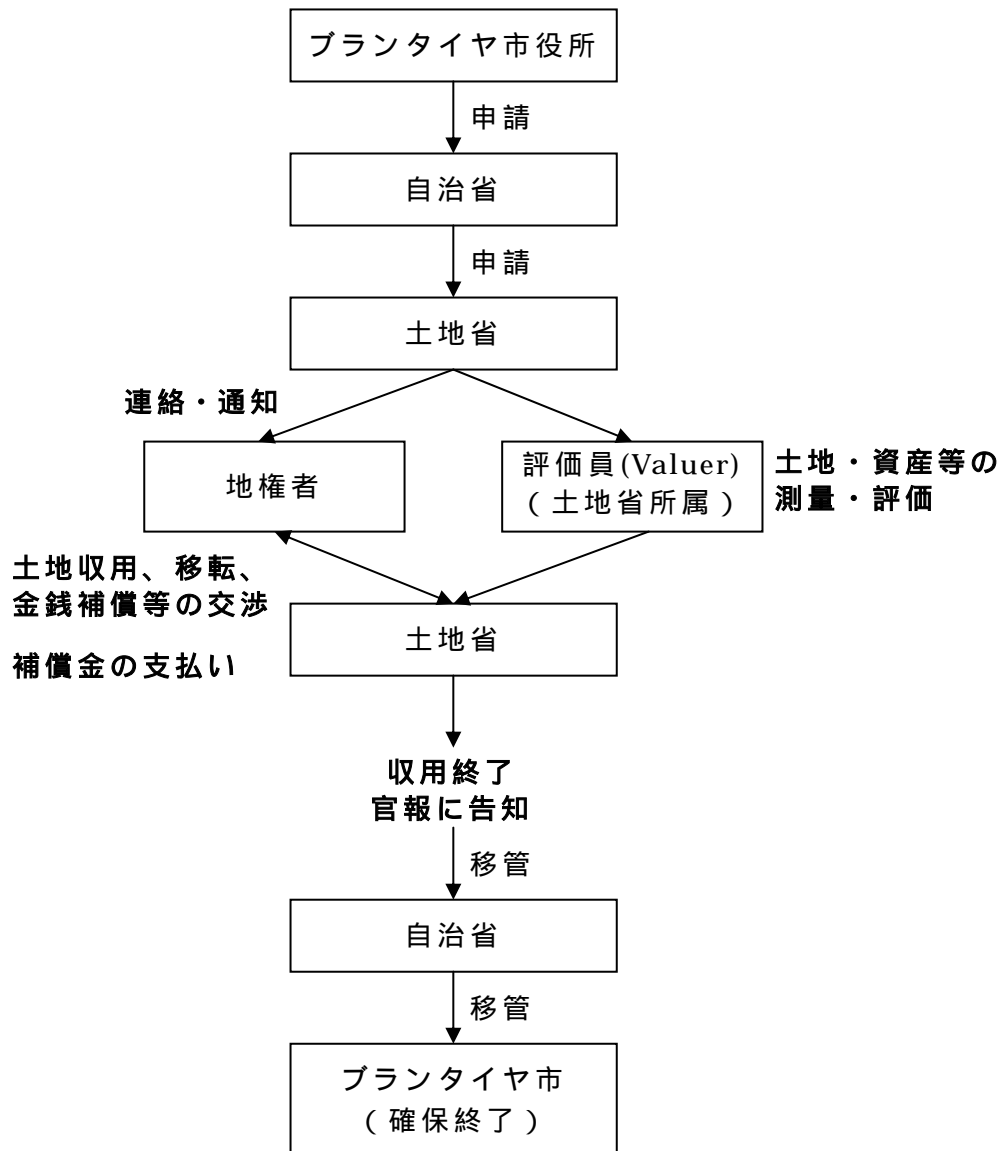 ブランタイヤ市役所
申請
自治省
申請
土地省
連絡・通知
地権者
評価員(Valuer)
(土地省所属)
土地・資産等の
測量・評価
土地収用、移転、
金銭補償等の交渉
補償金の支払い
土地省
収用終了
官報に告知
移管
自治省
移管
ブランタイヤ市
(確保終了)